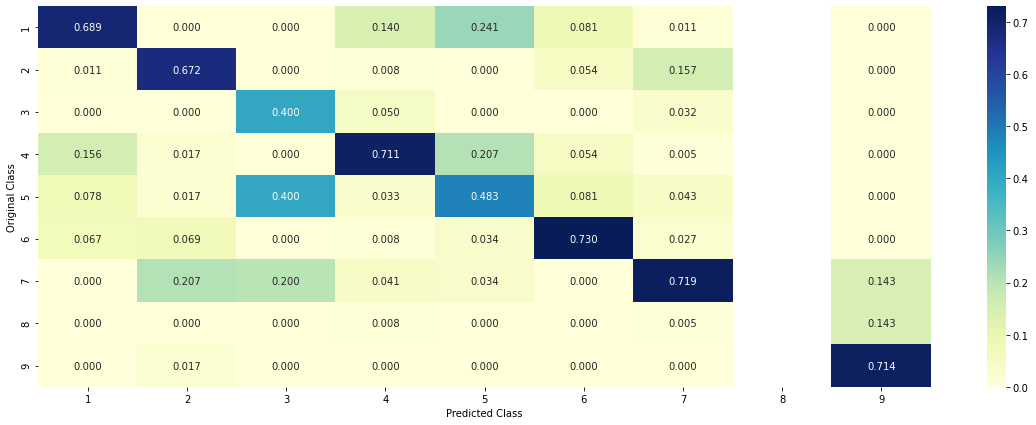 1 0.689 0.000 0.000 0.140 0.241 0.081 0.011 0.000
2 0.011 0.672 0.000 0.008 0.000 0.054 0.157 0.000
3 0.000 0.000 0.400 0.050 0.000 0.000 0.032 0.000
4 0.156 0.017 0.000 0.711 0.207 0.054 0.005 0.000
5 0.078 0.017 0.400 0.033 0.483 0.081 0.043 0.000
6 0.067 0.069 0.000 0.008 0.034 0.730 0.027 0.000
7 0.000 0.207 0.200 0.041 0.034 0.000 0.719 0.143
8 0.000 0.000 0.000 0.008 0.000 0.000 0.005 0.143
9 0.000 0.017 0.000 0.000 0.000 0.000 0.000 0.714
1 2 3 4 5 6 7 8 9
Predicted Class
Original Class
0.7
0.6
0.5
0.4
0.3
0.2
0.1
0.0